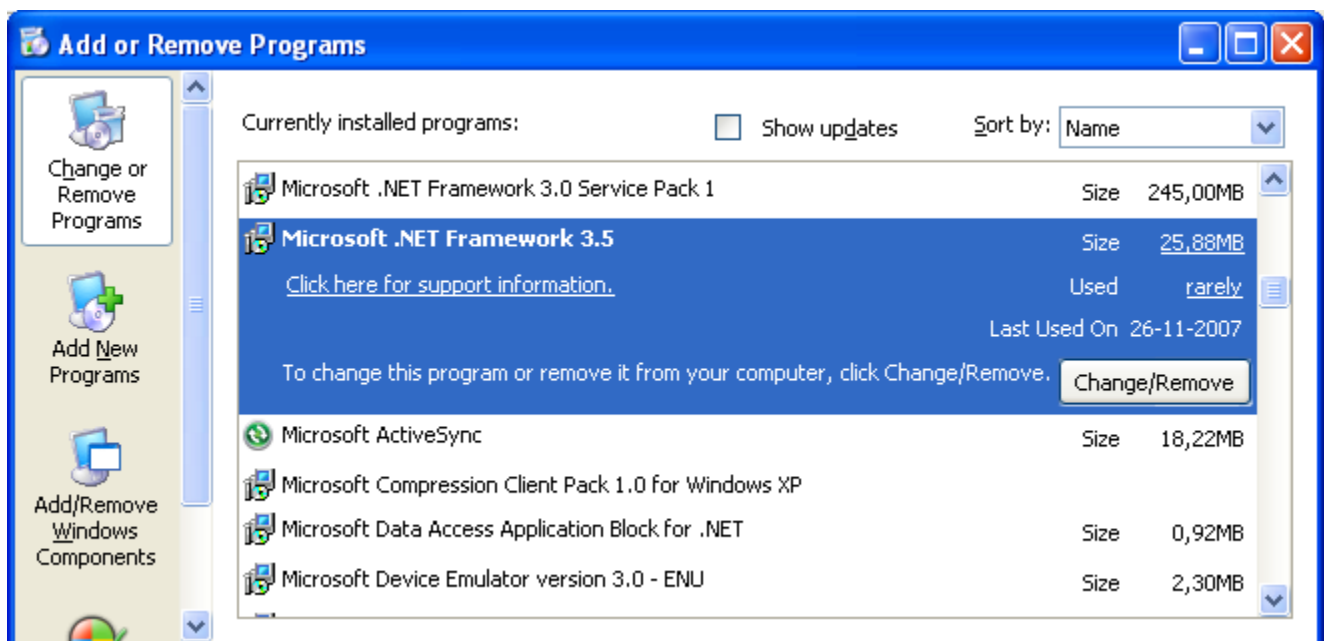 Add or Remove Programs
Change or
Remove
Programs
Add New
Programs
Add/Remove
Windows
Components
Currently installed programs:
Show updates
Sort by: Name
Microsoft .NET Framework 3.0 Service Pack 1 Size 245,00MB
Microsoft .NET Framework 3.5 Size 25,88MB
Click here for support information. Used rarely
Last Used On 26-11-2007
To change this program or remove it from your computer, click Change/Remove. Change/Remove
Microsoft ActiveSync Size 18,22MB
Microsoft Compression Client Pack 1.0 for Windows XP
Microsoft Data Access Application Block for .NET Size 0,92MB
Microsoft Device Emulator version 3.0 - ENU Size 2,30MB